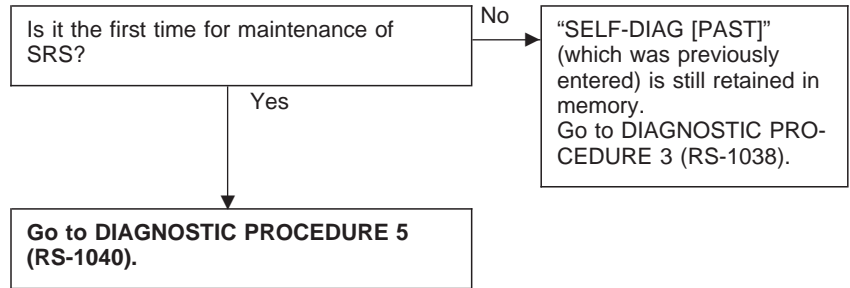 Is it the first time for maintenance of
SRS?
No
“SELF-DIAG [PAST]”
(which was previously
entered) is still retained in
memory.
Go to DIAGNOSTIC PRO-
CEDURE 3 (RS-1038).
Yes
Go to DIAGNOSTIC PROCEDURE 5
(RS-1040).